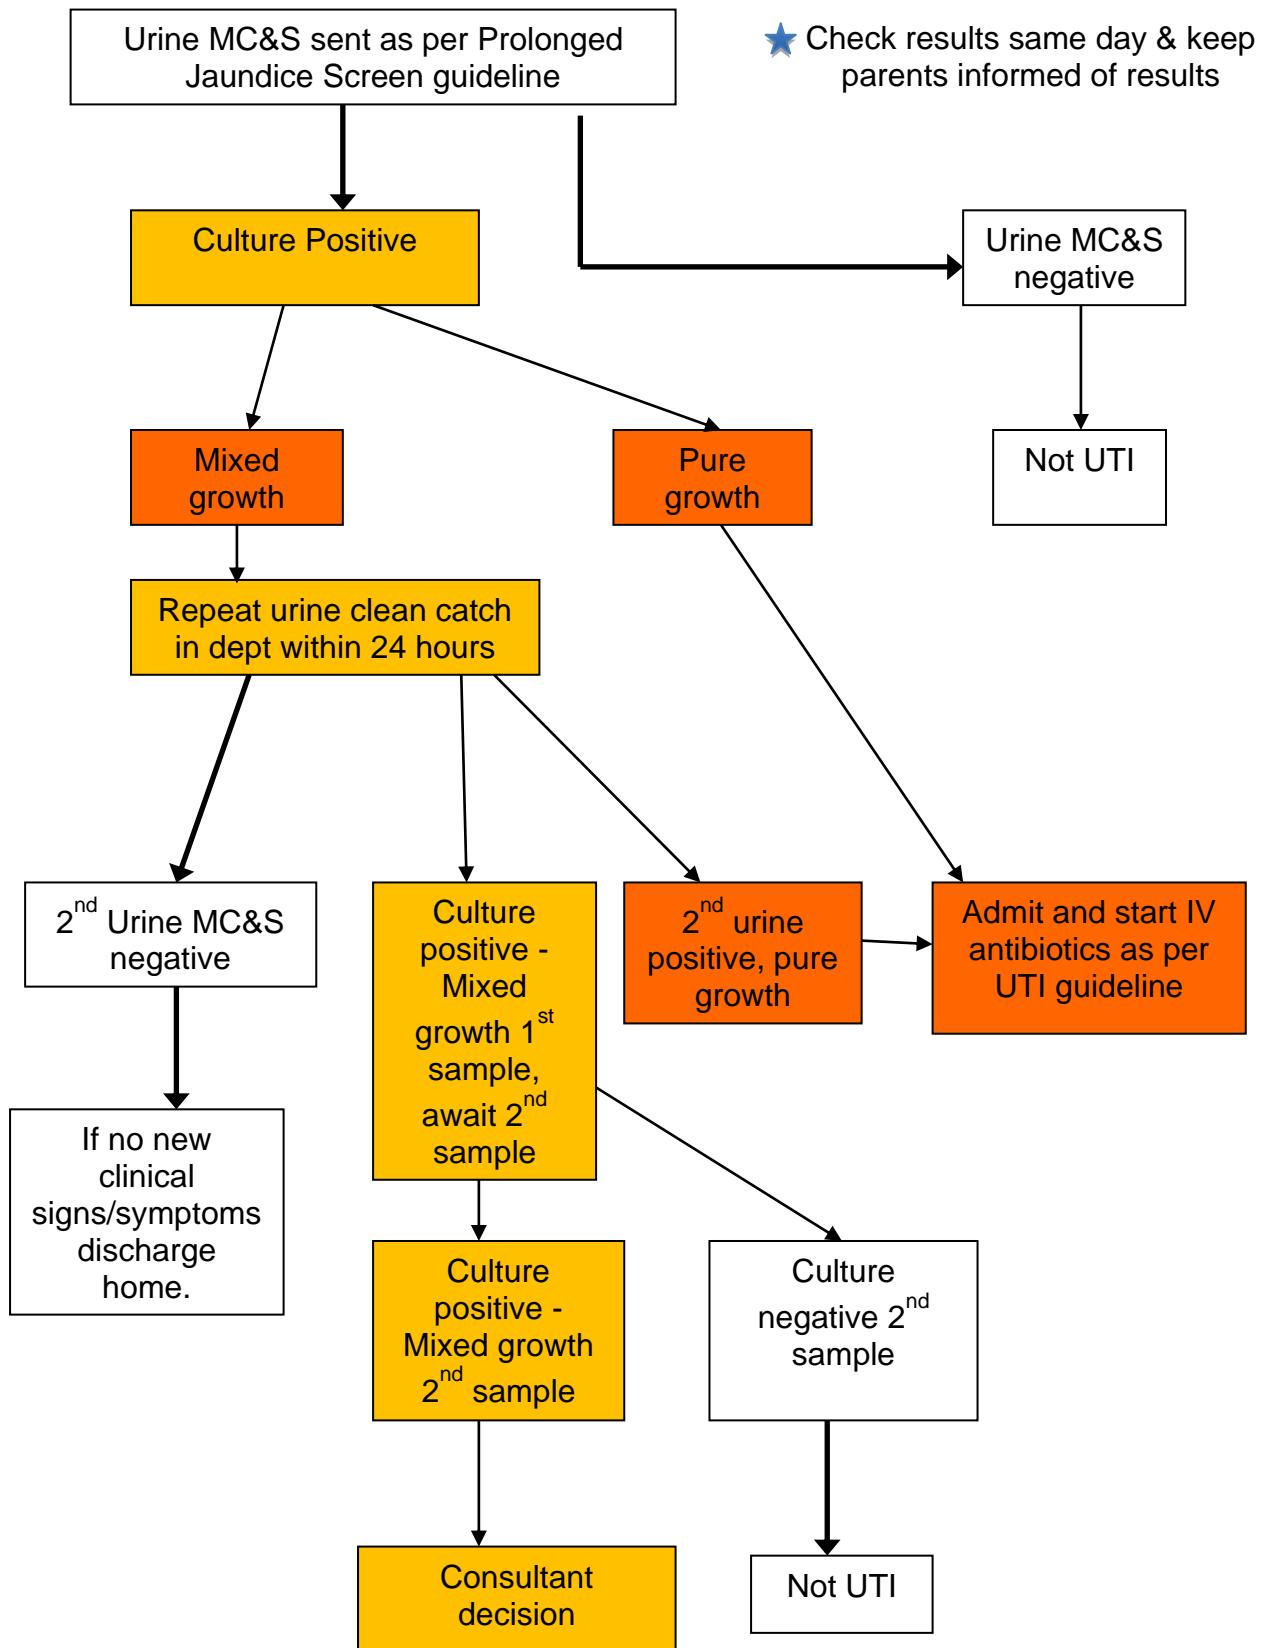 Urine MC&S sent as per Prolonged
Jaundice Screen guideline
Check results same day & keep
parents informed of results
Culture Positive
Urine MC&S
negative
Mixed
growth
Pure
growth
Not UTI
Repeat urine clean catch
in dept within 24 hours
2nd Urine MC&S
negative
Culture
positive -
Mixed
growth 1st
sample,
await 2nd
sample
2nd urine
positive, pure
growth
Admit and start IV
antibiotics as per
UTI guideline
If no new
clinical
signs/symptoms
discharge
home.
Culture
positive -
Mixed growth
2nd sample
Culture
negative 2nd
sample
Consultant
decision
Not UTI